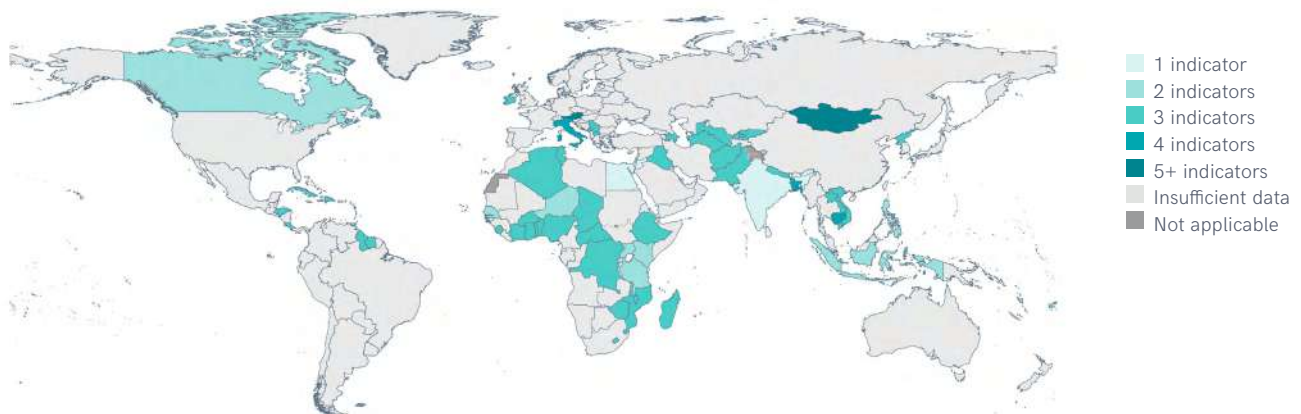 1 indicator
2 indicators
3 indicators
4 indicators
5+ indicators
Insufficient data
Not applicable